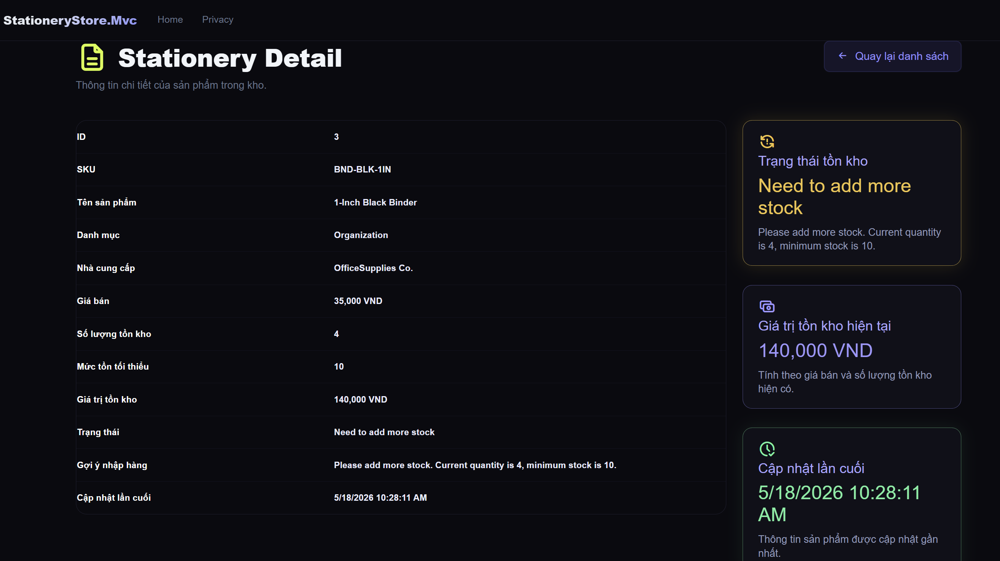 StationeryStore.Mvc Home Privacy
Stationery Detail
Quay lại danh sách
Thông tin chi tiết của sản phẩm trong kho.
ID 3
SKU BND-BLK-1IN
Tên sản phẩm 1-Inch Black Binder
Danh mục Organization
Nhà cung cấp OfficeSupplies Co.
Giá bán 35,000 VND
Số lượng tồn kho 4
Mức tồn tối thiểu 10
Giá trị tồn kho 140,000 VND
Trạng thái Need to add more stock
Gợi ý nhập hàng Please add more stock. Current quantity is 4, minimum stock is 10.
Cập nhật lần cuối 5/18/2026 10:28:11 AM
Trạng thái tồn kho
Need to add more
stock
Please add more stock. Current quantity
is 4, minimum stock is 10.
Giá trị tồn kho hiện tại
140,000 VND
Tính theo giá bán và số lượng tồn kho
hiện có.
Cập nhật lần cuối
5/18/2026 10:28:11
AM
Thông tin sản phẩm được cập nhật gần
nhất.